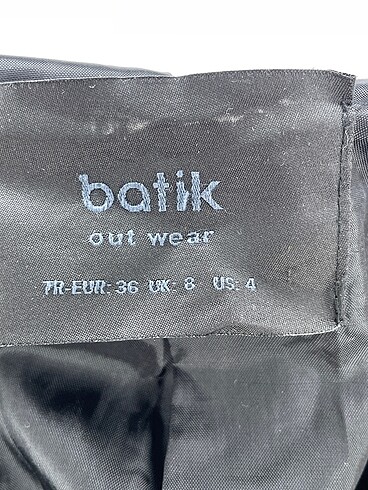 batik
out wear
TR-EUR: 36 UK: 8 US: 4